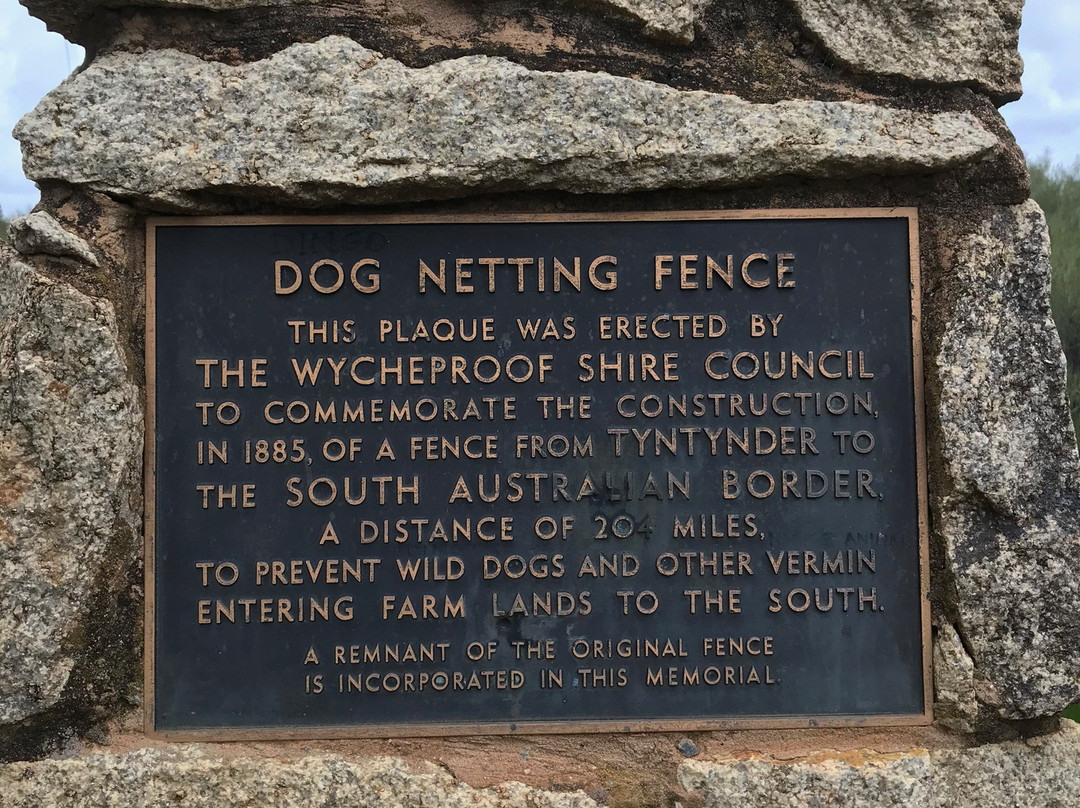 DINGO
DOG NETTING FENCE
THIS PLAQUE WAS ERECTED BY
THE WYCHEPROOF SHIRE COUNCIL
TO COMMEMORATE THE CONSTRUCTION,
IN 1885, OF A FENCE FROM TYNTYNDER TO
THE SOUTH AUSTRALIAN BORDER,
A DISTANCE OF 204 MILES,
TO PREVENT WILD DOGS AND OTHER VERMIN
ENTERING FARM LANDS TO THE SOUTH.
A REMNANT OF THE ORIGINAL FENCE
IS INCORPORATED IN THIS MEMORIAL.